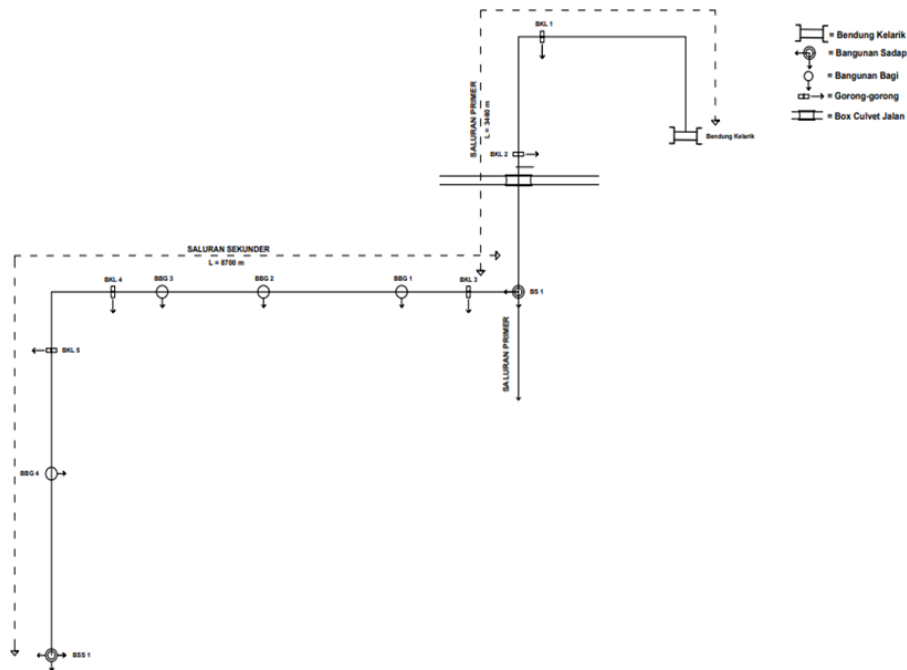 BKL 1
= Bendung Kelarik
= Bangunan Sadap
= Bangunan Bagi
= Gorong-gorong
= Box Culvet Jalan
SALURAN PRIMER
L = 3460 m
Bendung Kelarik
BKL 2
SALURAN SEKUNDER
L = 8700 m
BKL 4
BBG 3
BBG 2
BBG 1
BKL 3
BS 1
SALURAN PRIMER
BKL 5
BBG 4
BSS 1